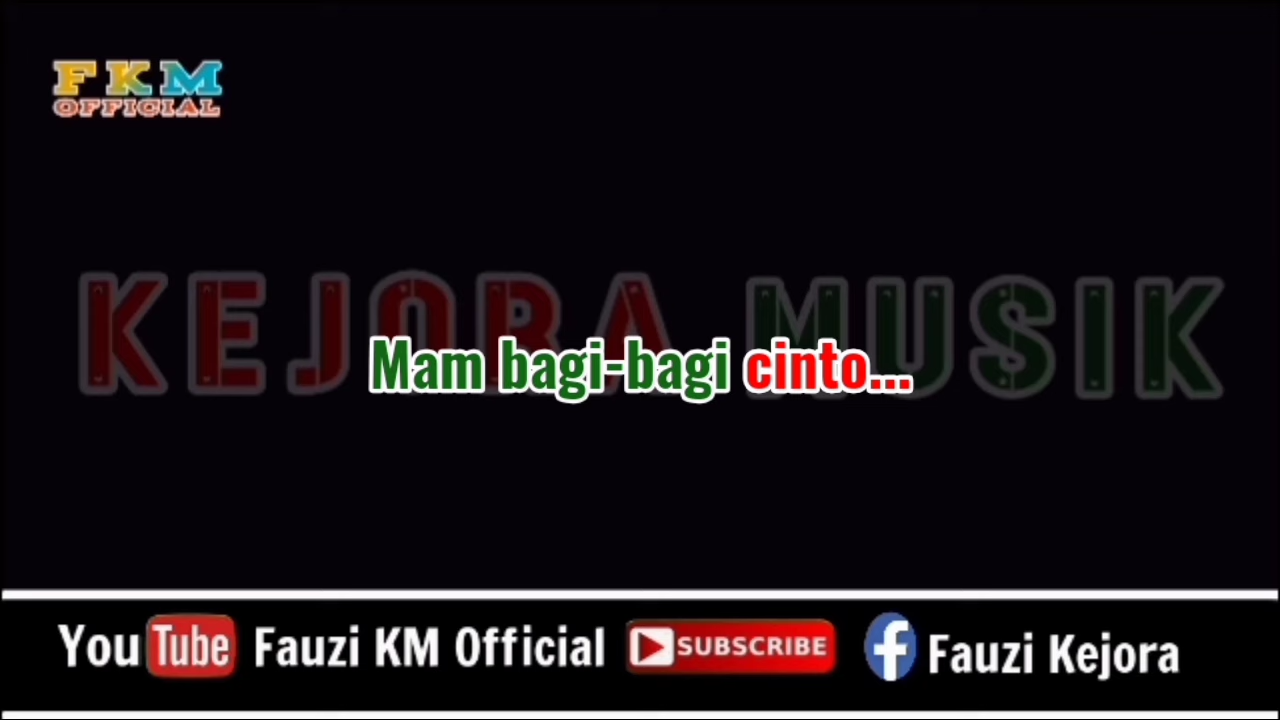 FKM
OFFICIAL
KEJORA MUSIK
Mam bagi-bagi cinto...
YouTube Fauzi KM Official SUBSCRIBE f Fauzi Kejora